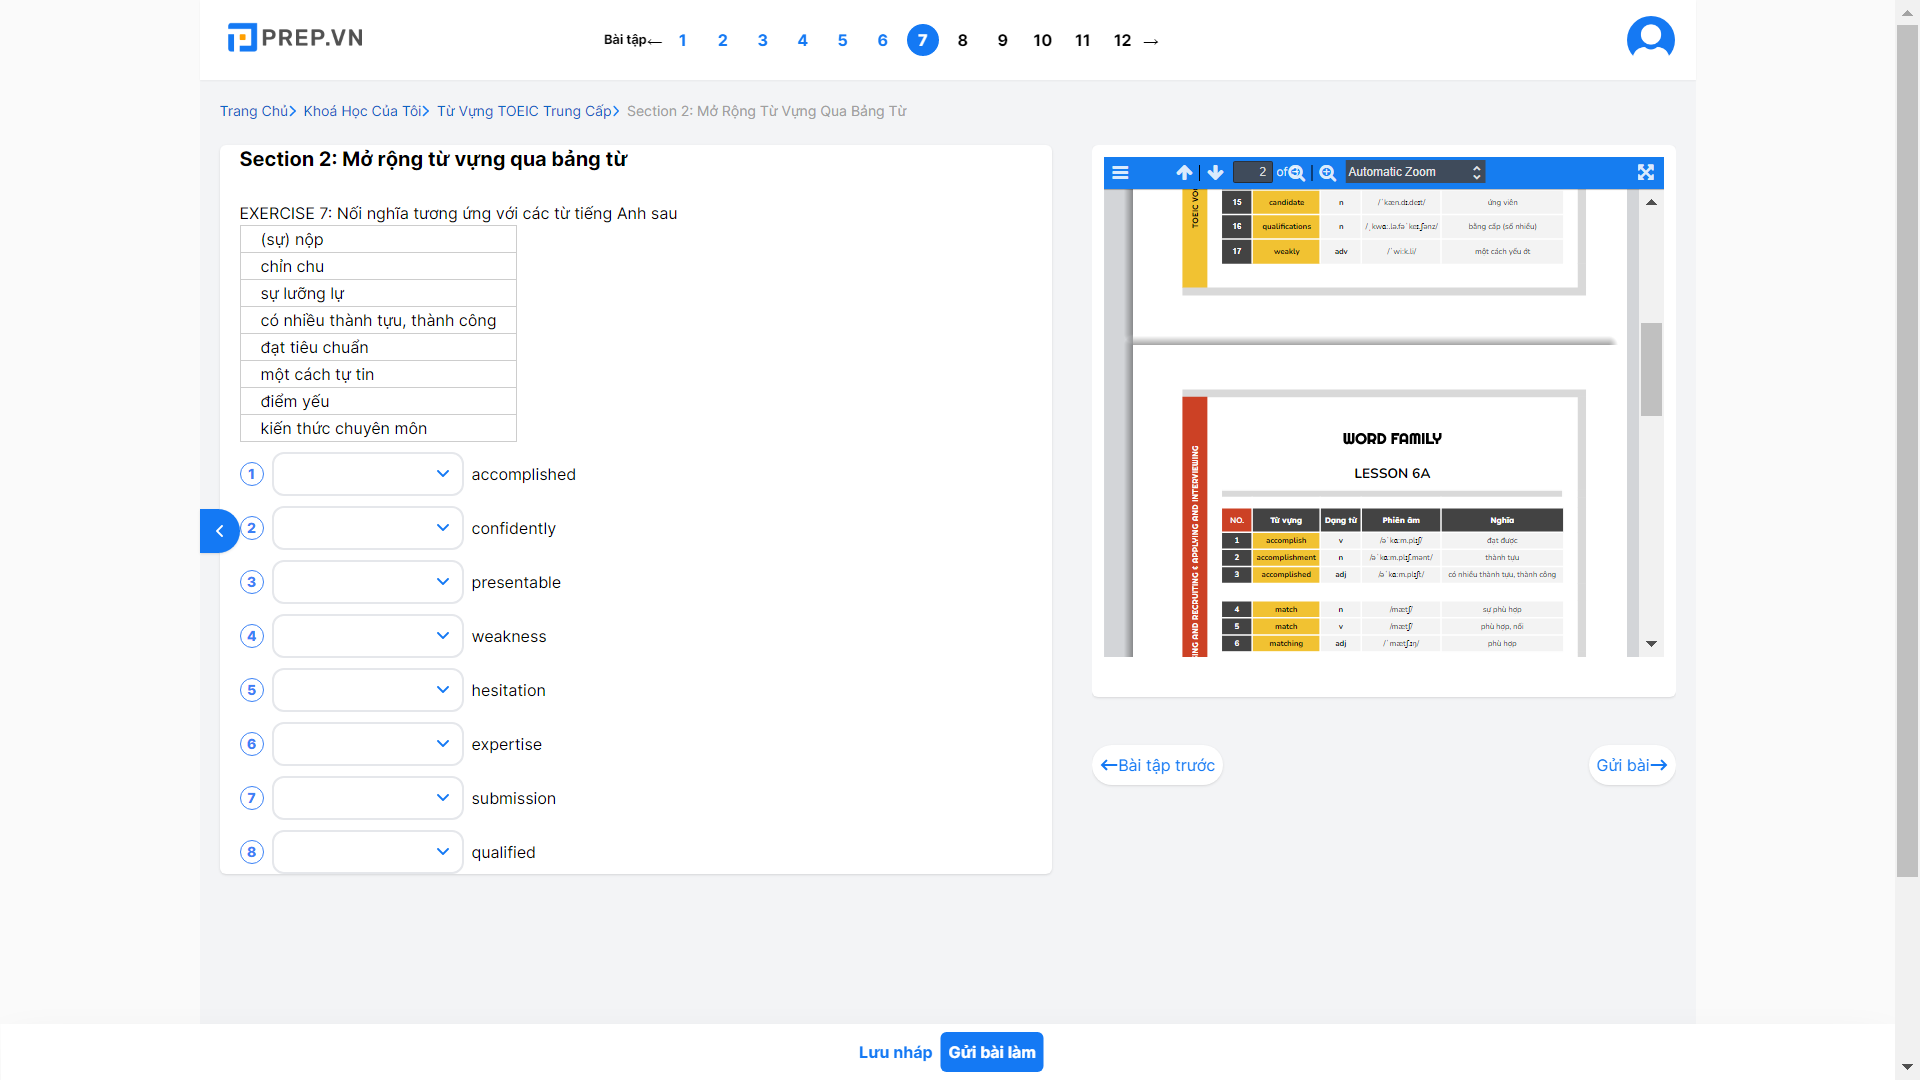 PREP.VN
Bài tập← 1 2 3 4 5 6 7 8 9 10 11 12 →
Trang Chủ> Khoá Học Của Tôi> Từ Vựng TOEIC Trung Cấp> Section 2: Mở Rộng Từ Vựng Qua Bảng Từ
Section 2: Mở rộng từ vựng qua bảng từ
EXERCISE 7: Nối nghĩa tương ứng với các từ tiếng Anh sau
(sự) nộp
chỉn chu
sự lưỡng lự
có nhiều thành tựu, thành công
đạt tiêu chuẩn
một cách tự tin
điểm yếu
kiến thức chuyên môn
1 accomplished
2 confidently
3 presentable
4 weakness
5 hesitation
6 expertise
7 submission
8 qualified
2 of Automatic Zoom
TOEIC VO
15 candidate n /ˈkæn.dɪ.deɪt/ ứng viên
16 qualifications n /ˌkwɑː.lə.fəˈkeɪ.ʃənz/ bằng cấp (số nhiều)
17 weakly adv /ˈwiːk.li/ một cách yếu ớt
WORD FAMILY
LESSON 6A
ING AND RECRUITING & APPLYING AND INTERVIEWING
NO. Từ vựng Dạng từ Phiên âm Nghĩa
1 accomplish v /əˈkɑːm.plɪʃ/ đạt được
2 accomplishment n /əˈkɑːm.plɪʃ.mənt/ thành tựu
3 accomplished adj /əˈkɑːm.plɪʃt/ có nhiều thành tựu, thành công
4 match n /mætʃ/ sự phù hợp
5 match v /mætʃ/ phù hợp, nối
6 matching adj /ˈmætʃɪŋ/ phù hợp
←Bài tập trước
Gửi bài→
Lưu nháp
Gửi bài làm